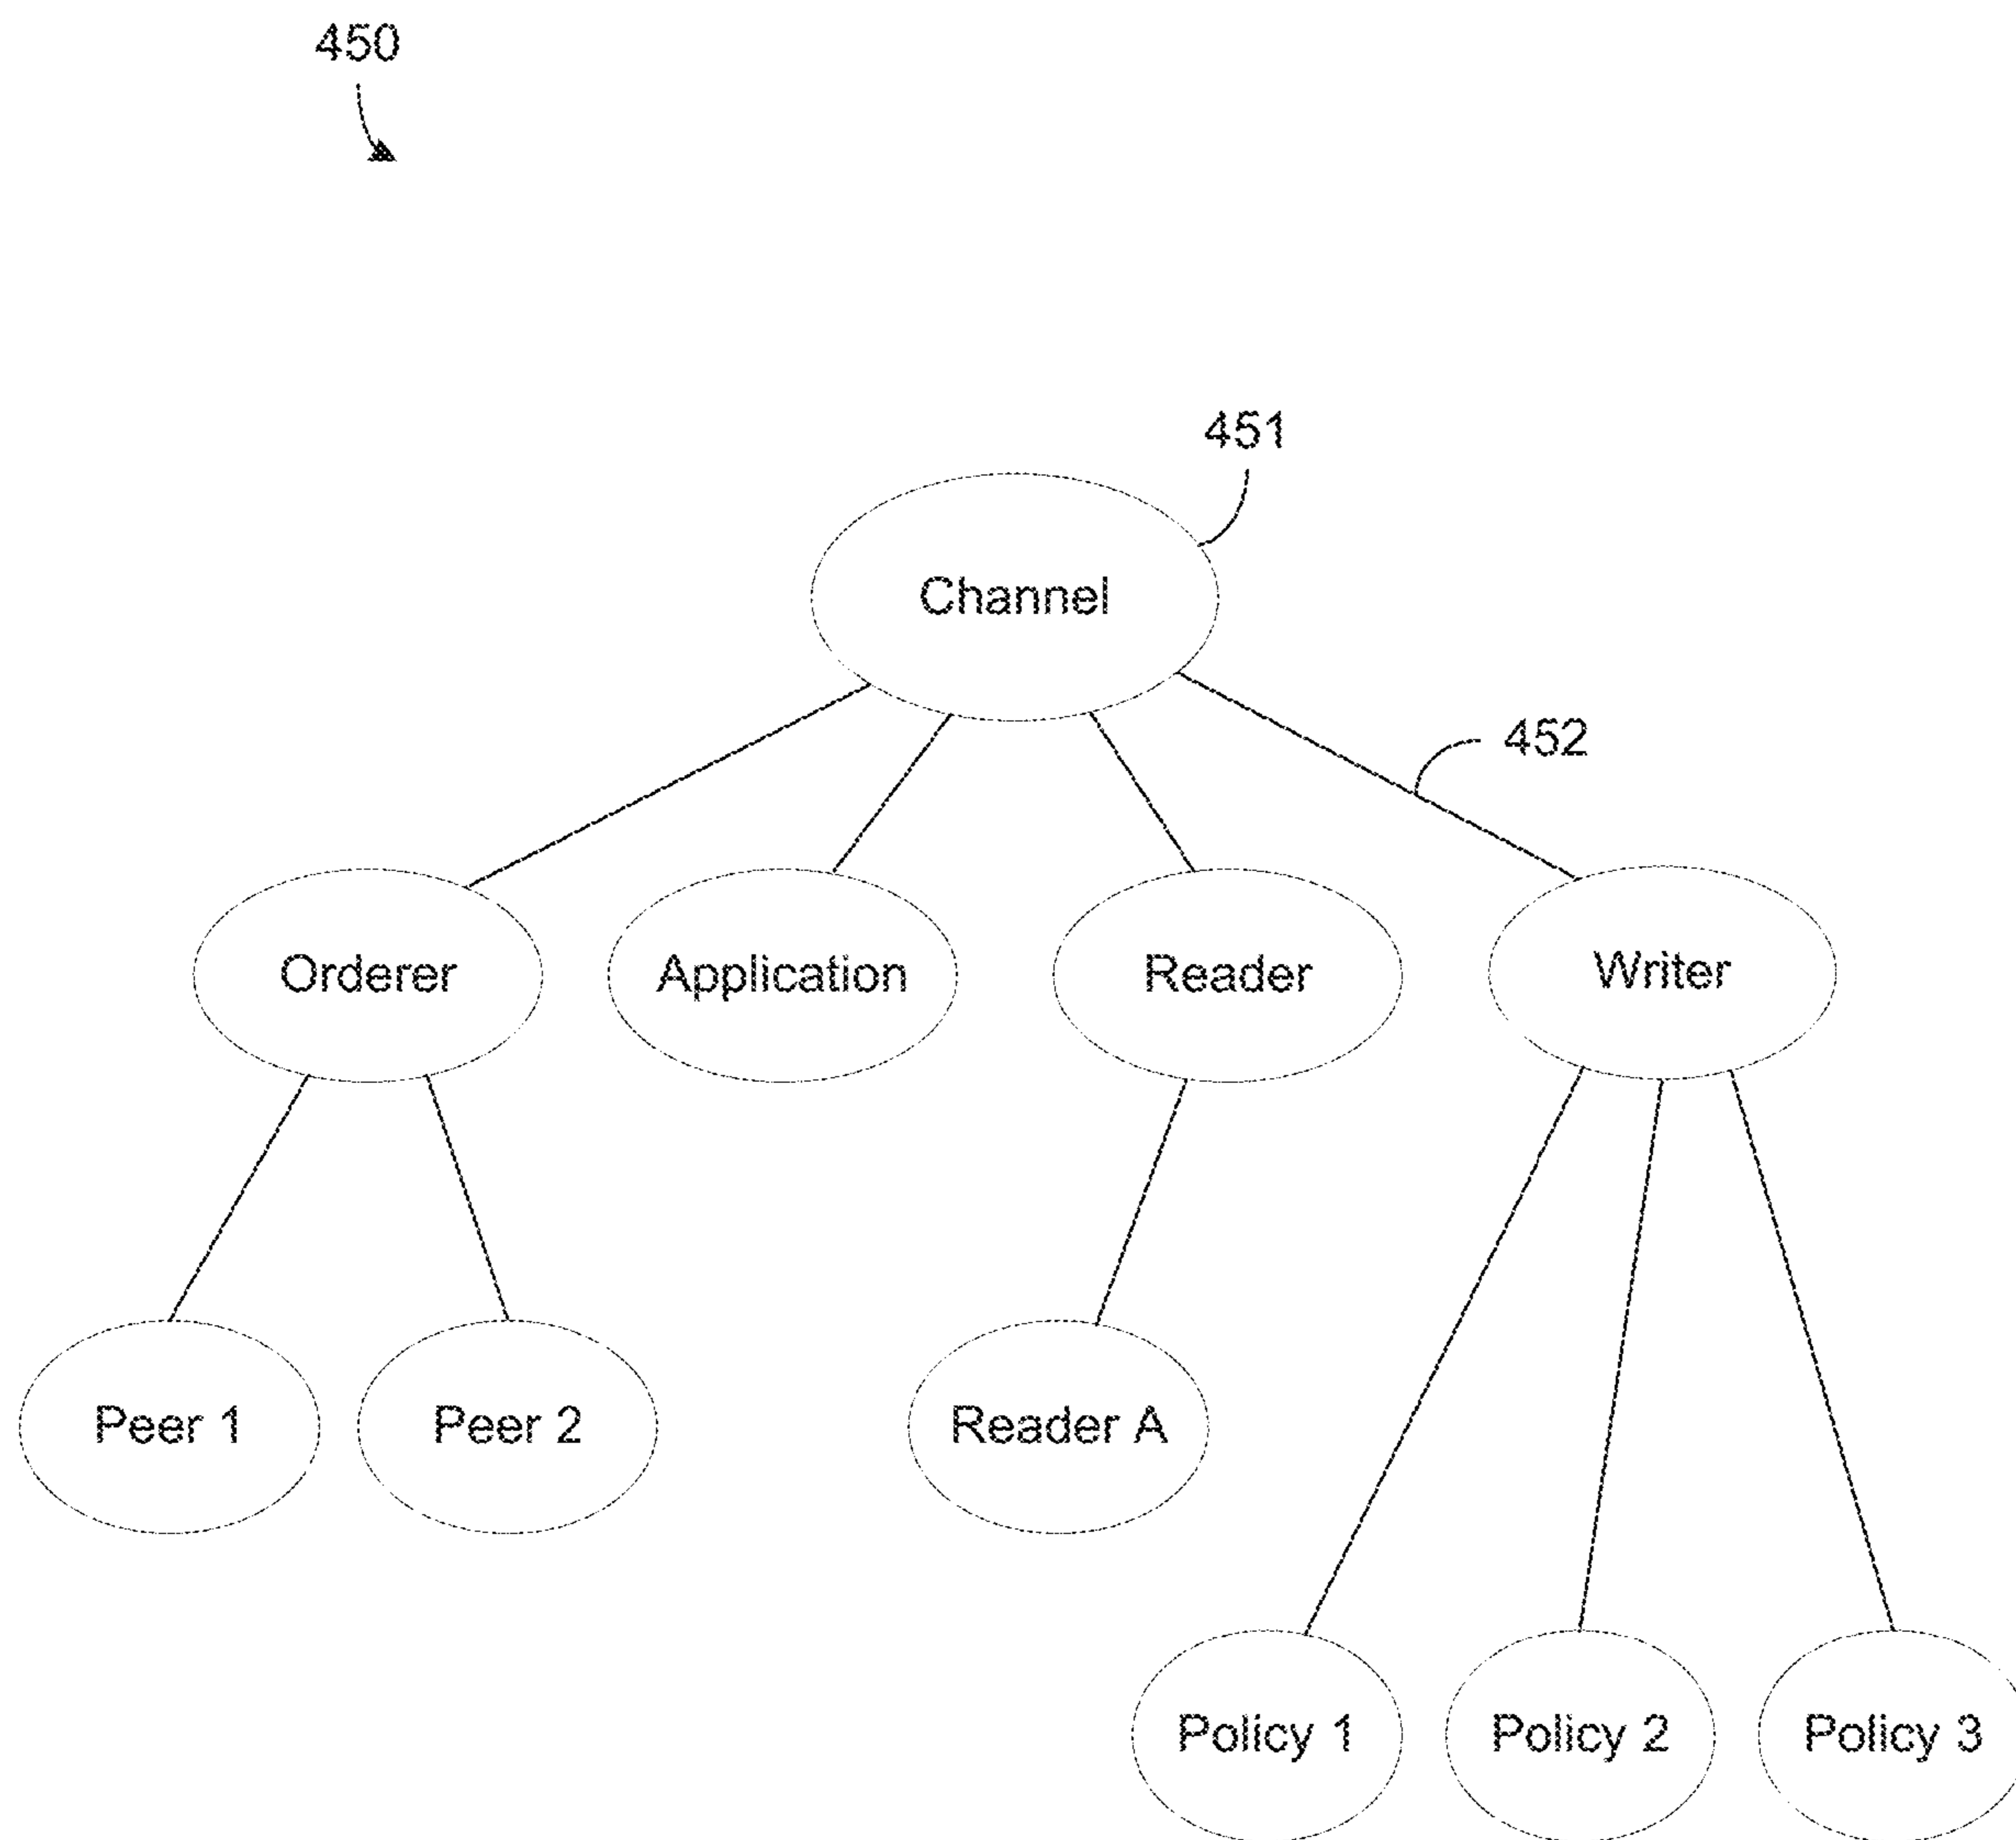 450
451
Channel
452
Orderer
Application
Reader
Writer
Peer 1
Peer 2
Reader A
Policy 1
Policy 2
Policy 3